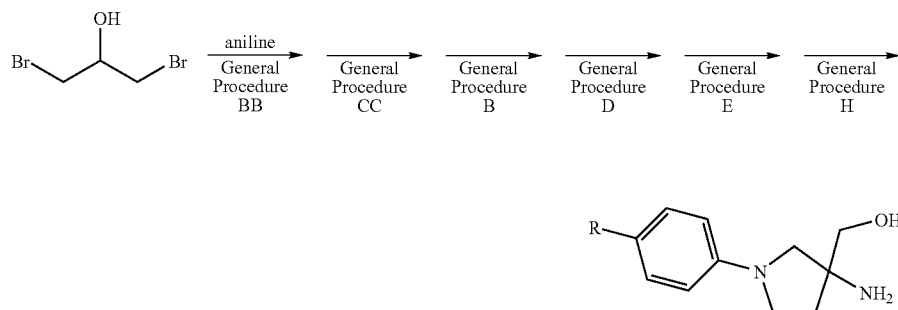 OH
Br
Br
aniline
General
Procedure
BB
General
Procedure
CC
General
Procedure
B
General
Procedure
D
General
Procedure
E
General
Procedure
H
R
N
OH
NH₂